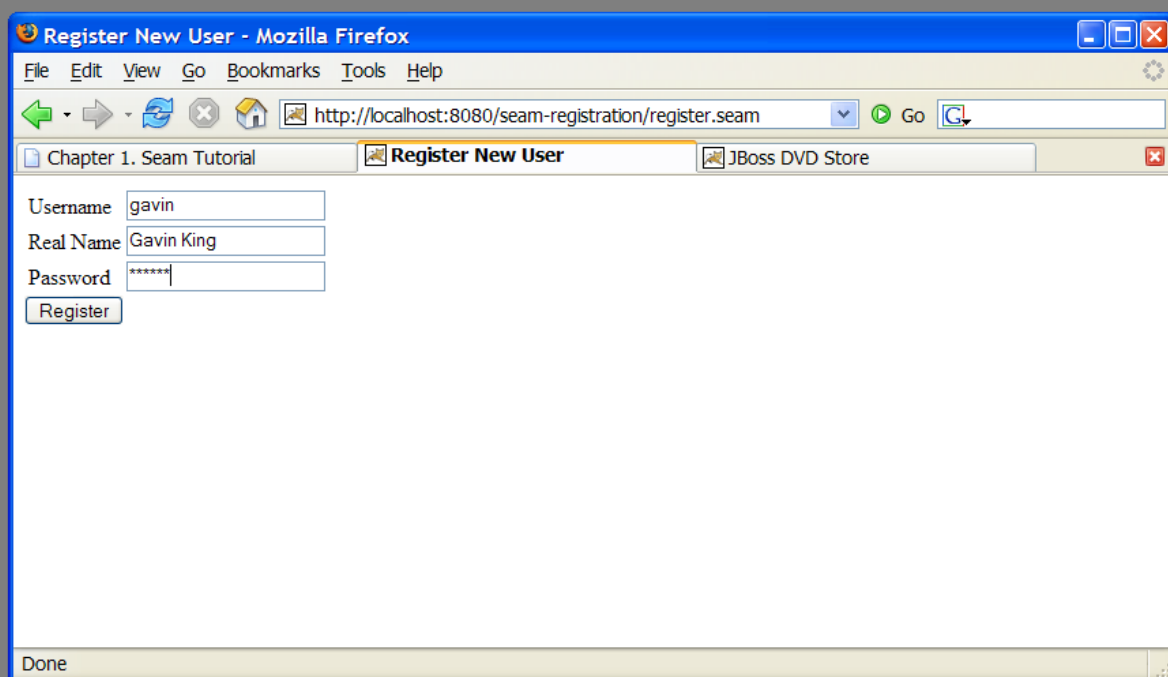 Register New User - Mozilla Firefox
File Edit View Go Bookmarks Tools Help
http://localhost:8080/seam-registration/register.seam Go G
Chapter 1. Seam Tutorial Register New User JBoss DVD Store
Username gavin
Real Name Gavin King
Password ******
Register
Done